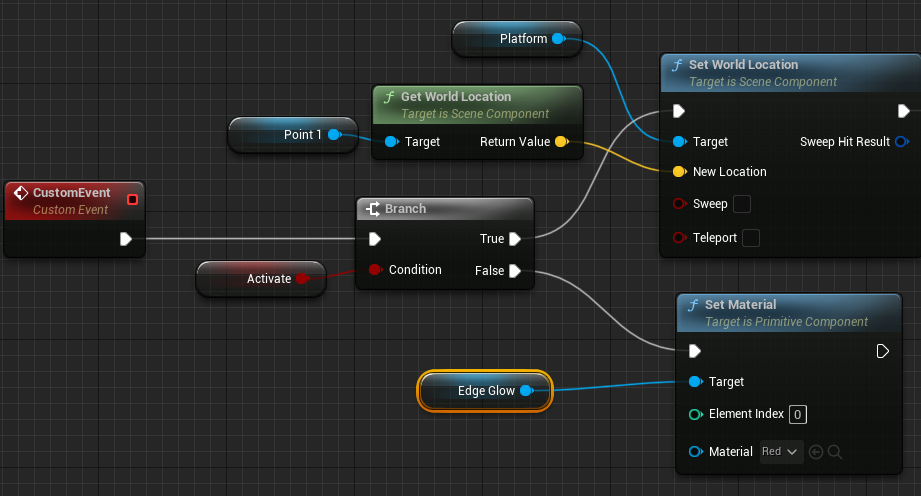 Platform
Set World Location
Target is Scene Component
Target
Sweep Hit Result
New Location
Sweep
Teleport
Get World Location
Target is Scene Component
Target
Return Value
Point 1
CustomEvent
Custom Event
Branch
True
Condition
False
Activate
Set Material
Target is Primitive Component
Target
Element Index 0
Material Red
Edge Glow